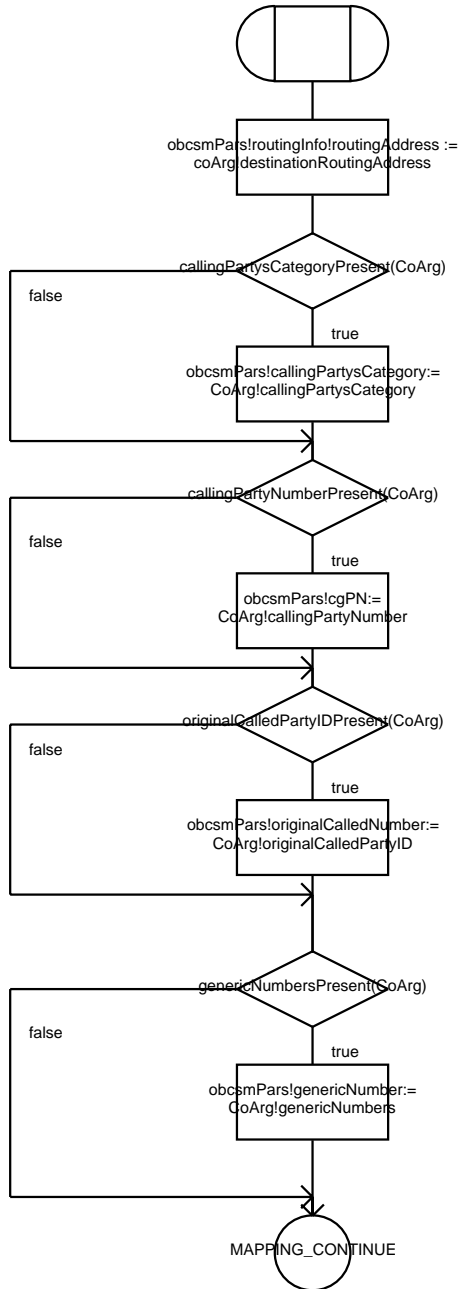 obcsmPars!routingInfo!routingAddress :=
coArg!destinationRoutingAddress
callingPartysCategoryPresent(CoArg)
false
true
obcsmPars!callingPartysCategory:=
CoArg!callingPartysCategory
callingPartyNumberPresent(CoArg)
false
true
obcsmPars!cgPN:=
CoArg!callingPartyNumber
originalCalledPartyIDPresent(CoArg)
false
true
obcsmPars!originalCalledNumber:=
CoArg!originalCalledPartyID
genericNumbersPresent(CoArg)
false
true
obcsmPars!genericNumber:=
CoArg!genericNumbers
MAPPING_CONTINUE